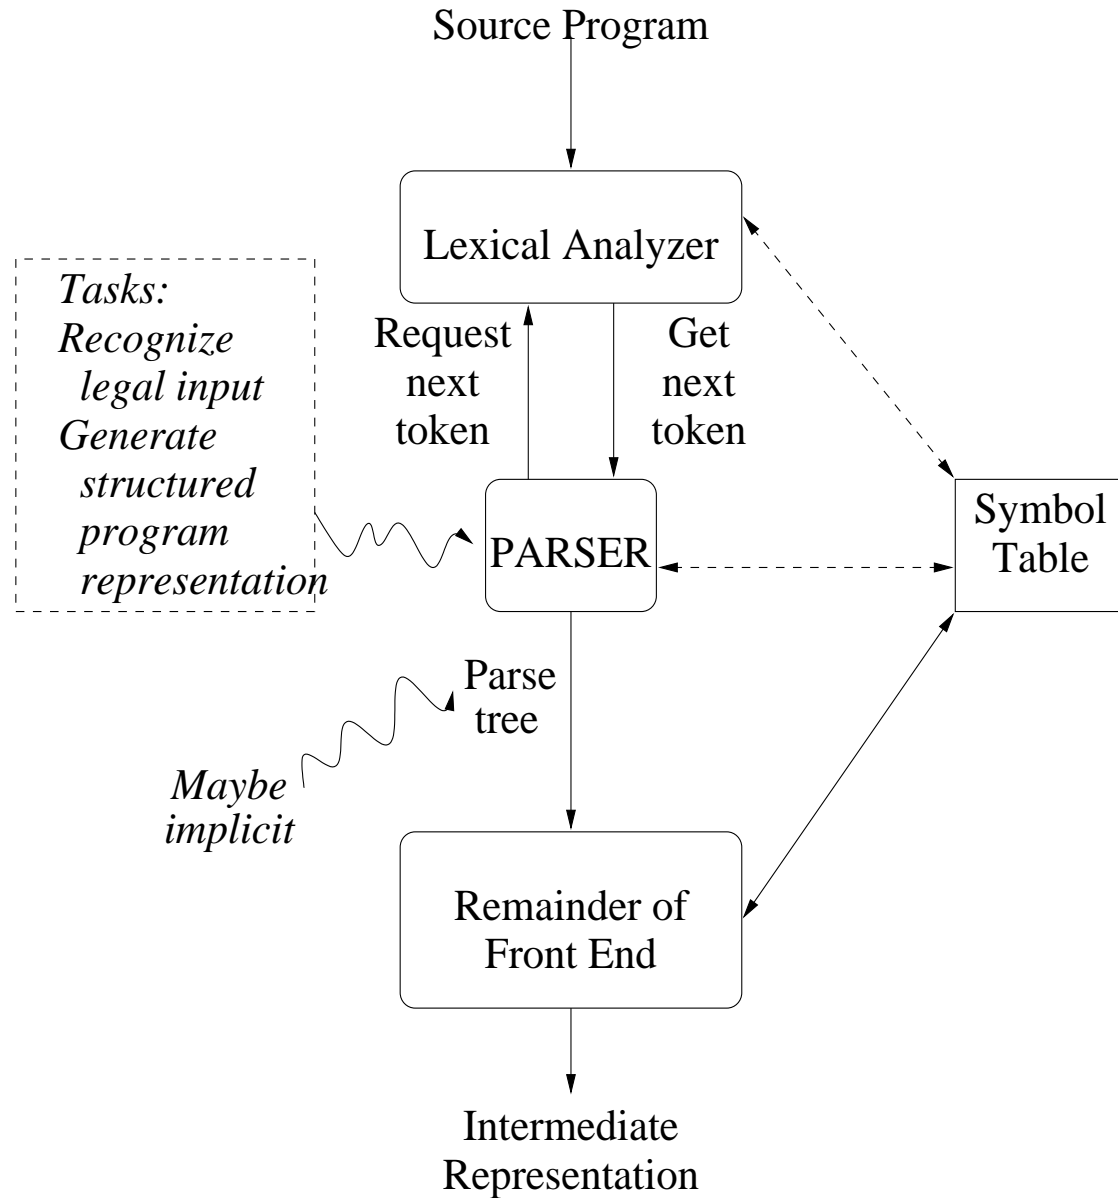 Source Program
Lexical Analyzer
Tasks:
Recognize
legal input
Generate
structured
program
representation
Request
next
token
Get
next
token
Symbol
Table
PARSER
Parse
tree
Maybe
implicit
Remainder of
Front End
Intermediate
Representation